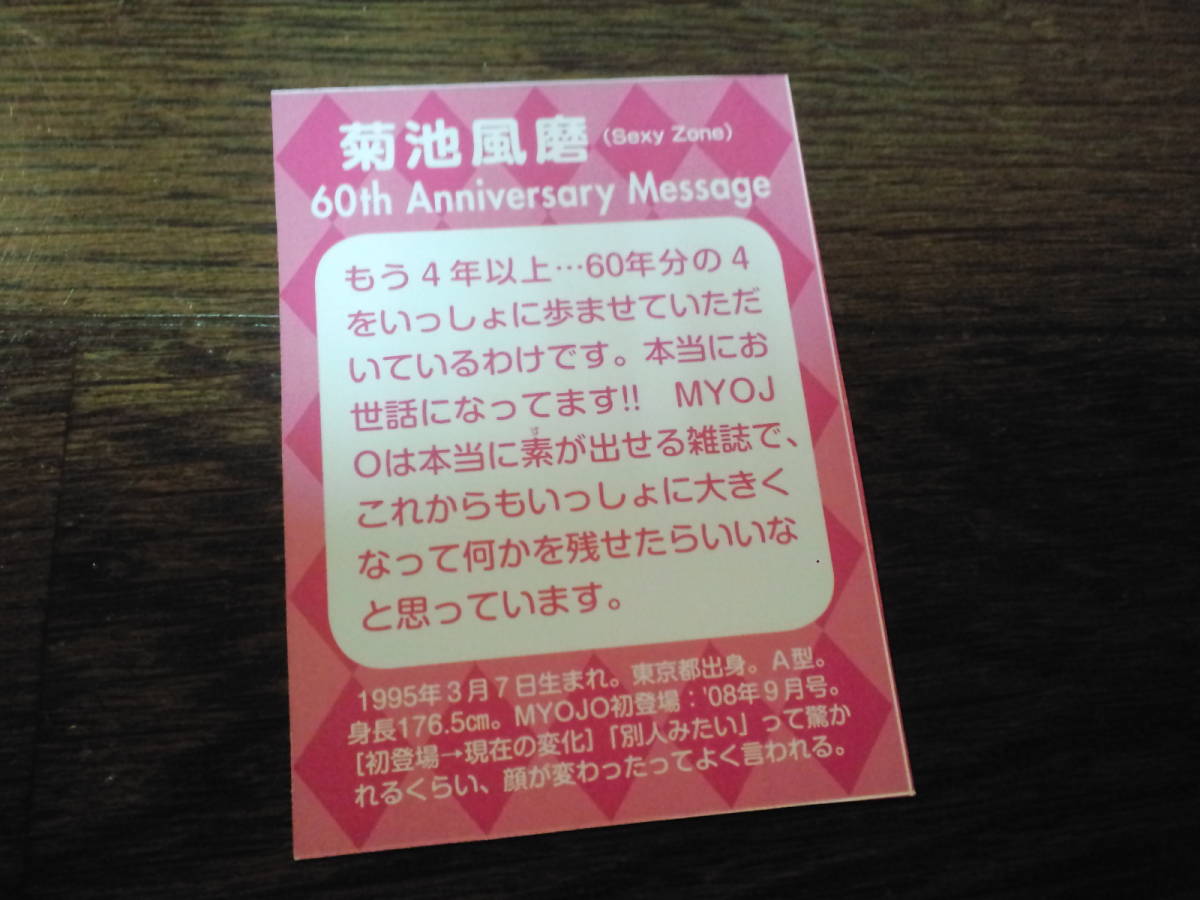 菊池風磨(Sexy Zone)
60th Anniversary Message
もう4年以上…60年分の4
をいっしょに歩ませていただ
いているわけです。本当にお
世話になってます!! MYOJ
す
Oは本当に素が出せる雑誌で、
これからもいっしょに大きく
なって何かを残せたらいいな
と思っています。
1995年3月7日生まれ。東京都出身。A型。
身長176.5㎝。MYOJO初登場：'08年9月号。
[初登場→現在の変化]「別人みたい」って驚か
れるくらい、顔が変わったってよく言われる。